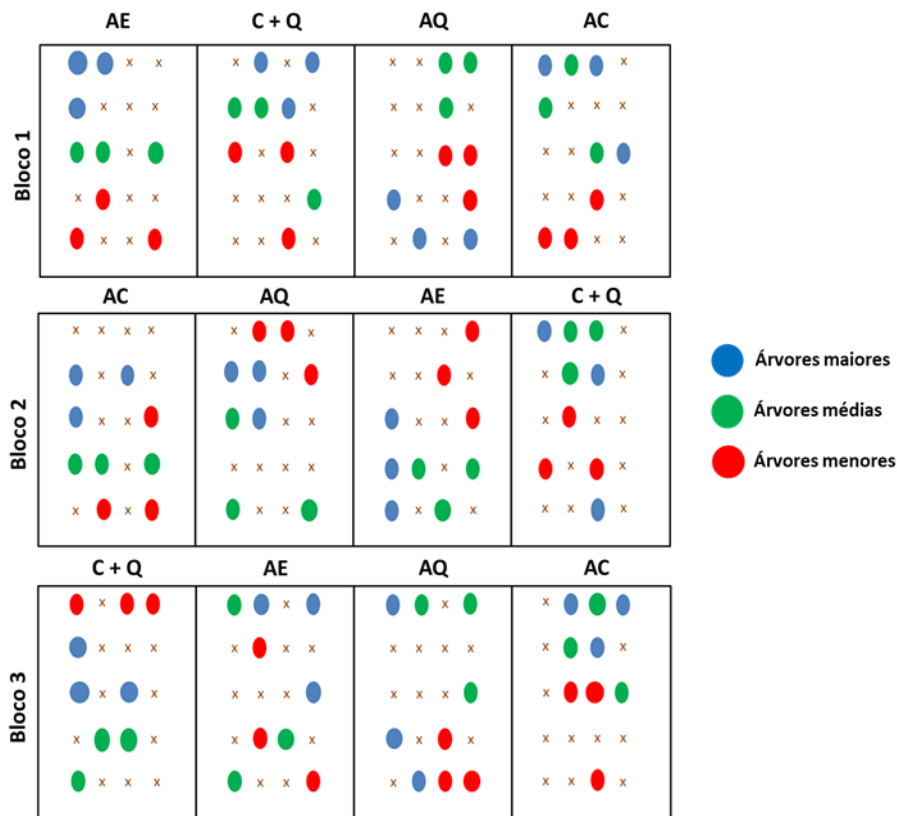 AE C + Q AQ AC
Bloco 1
x x
x x x
x
x x x
x x
x x
x
x x
x x x
x x x x
x x
x x x
x x
x x
x x x
x x
x
x
x x x
x x
x x x
x x
AC AQ AE C + Q
Bloco 2
x x x x
x x
x x
x
x x
x x
x
x x
x x x x
x x
x x x
x x x
x x
x
x x
x
x x
x x x
x x
x x x
Árvores maiores
Árvores médias
Árvores menores
C + Q AE AQ AC
Bloco 3
x
x x x
x x
x x
x x x
x
x x x
x x x
x x
x x
x
x x x x
x x x
x x
x
x
x x
x
x x x x
x x x